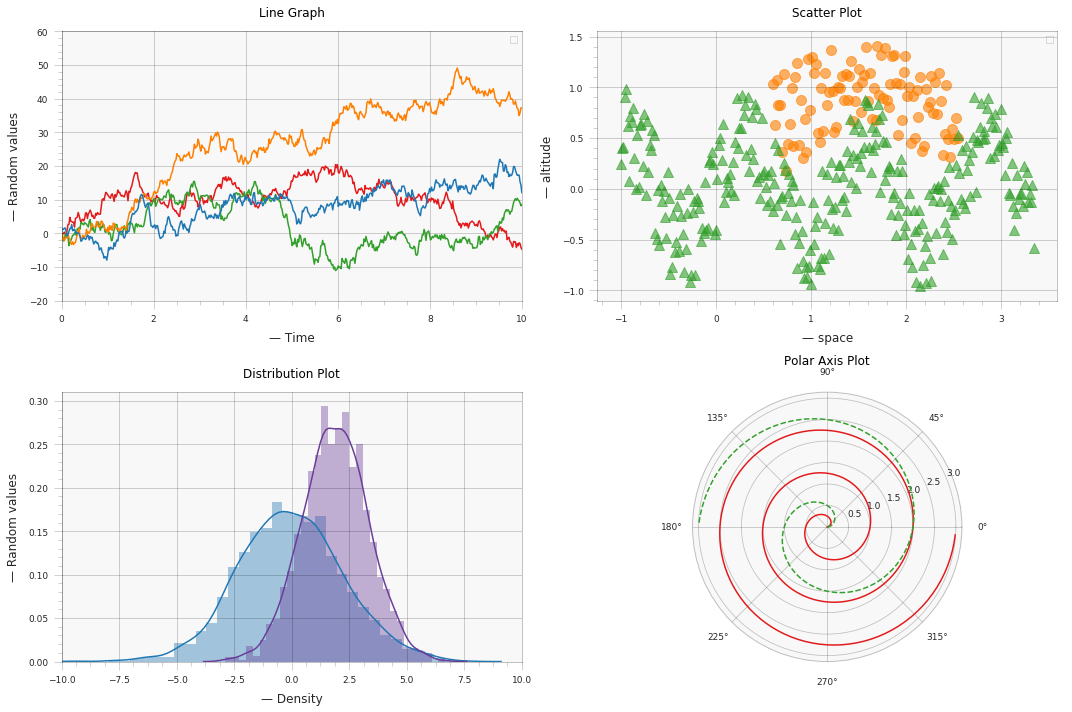 Line Graph
60
50
40
30
20
10
0
−10
−20
— Random values
0 2 4 6 8 10
— Time
Scatter Plot
1.5
1.0
0.5
0.0
−0.5
−1.0
— altitude
−1 0 1 2 3
— space
Distribution Plot
0.30
0.25
0.20
0.15
0.10
0.05
0.00
— Random values
−10.0 −7.5 −5.0 −2.5 0.0 2.5 5.0 7.5 10.0
— Density
Polar Axis Plot
90°
135° 45°
3.0
2.5
2.0
1.5
1.0
0.5
180° 0°
225° 315°
270°